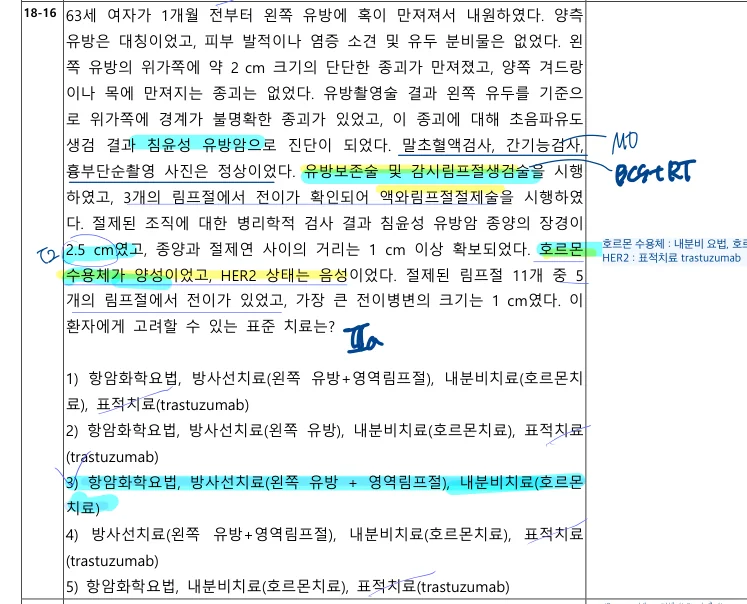 18-16
63세 여자가 1개월 전부터 왼쪽 유방에 혹이 만져져서 내원하였다. 양측
유방은 대칭이었고, 피부 발적이나 염증 소견 및 유두 분비물은 없었다. 왼
쪽 유방의 위가쪽에 약 2 cm 크기의 단단한 종괴가 만져졌고, 양쪽 겨드랑
이나 목에 만져지는 종괴는 없었다. 유방촬영술 결과 왼쪽 유두를 기준으
로 위가쪽에 경계가 불명확한 종괴가 있었고, 이 종괴에 대해 초음파유도
생검 결과 침윤성 유방암으로 진단이 되었다. 말초혈액검사, 간기능검사,
M0
흉부단순촬영 사진은 정상이었다. 유방보존술 및 감시림프절생검술을 시행
BCS+RT
하였고, 3개의 림프절에서 전이가 확인되어 액와림프절절제술을 시행하였
다. 절제된 조직에 대한 병리학적 검사 결과 침윤성 유방암 종양의 장경이
T2
2.5 cm였고, 종양과 절제연 사이의 거리는 1 cm 이상 확보되었다. 호르몬
호르몬 수용체 : 내분비 요법, 호르
수용체가 양성이었고, HER2 상태는 음성이었다. 절제된 림프절 11개 중 5
HER2 : 표적치료 trastuzumab
개의 림프절에서 전이가 있었고, 가장 큰 전이병변의 크기는 1 cm였다. 이
환자에게 고려할 수 있는 표준 치료는?
IIIa
1) 항암화학요법, 방사선치료(왼쪽 유방+영역림프절), 내분비치료(호르몬치
료), 표적치료(trastuzumab)
2) 항암화학요법, 방사선치료(왼쪽 유방), 내분비치료(호르몬치료), 표적치료
(trastuzumab)
3) 항암화학요법, 방사선치료(왼쪽 유방 + 영역림프절), 내분비치료(호르몬
치료)
4) 방사선치료(왼쪽 유방+영역림프절), 내분비치료(호르몬치료), 표적치료
(trastuzumab)
5) 항암화학요법, 내분비치료(호르몬치료), 표적치료(trastuzumab)